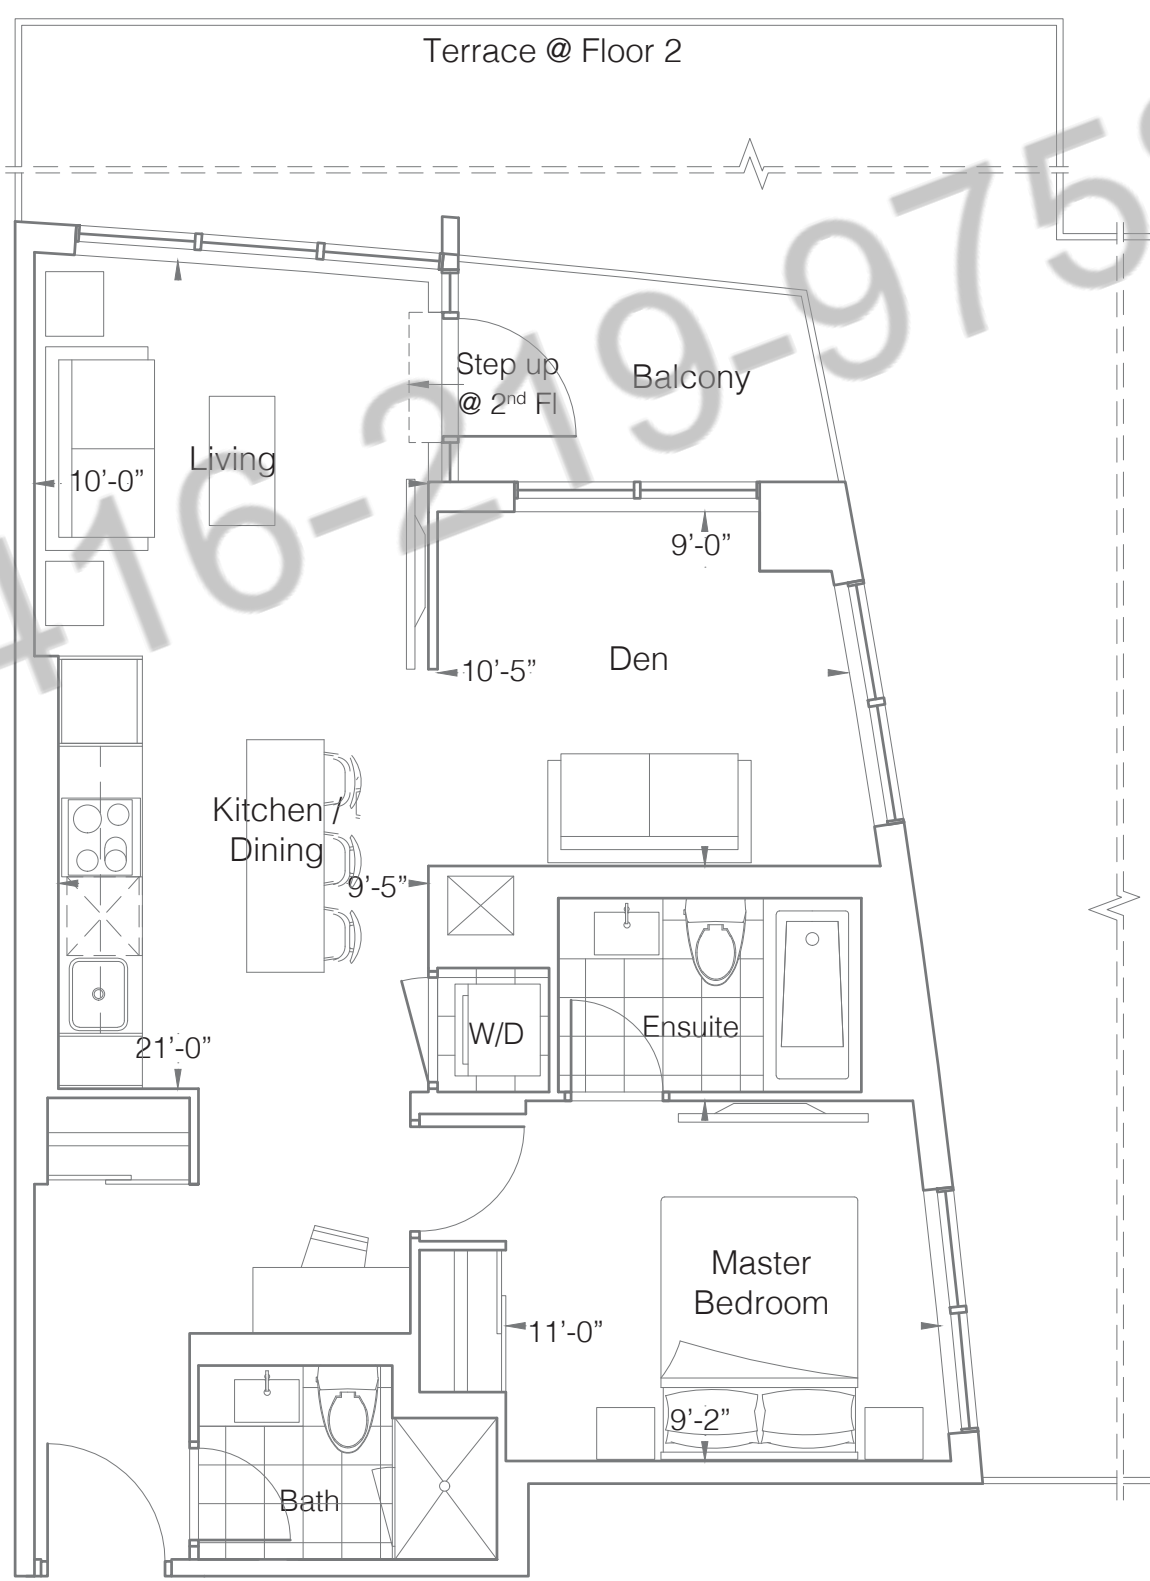 Terrace @ Floor 2
416-219-975
Step up
@ 2nd Fl
Balcony
Living
10’-0”
9’-0”
10’-5”
Den
Kitchen /
Dining
9’-5”
W/D
Ensuite
21’-0”
Master
Bedroom
11’-0”
9’-2”
Bath